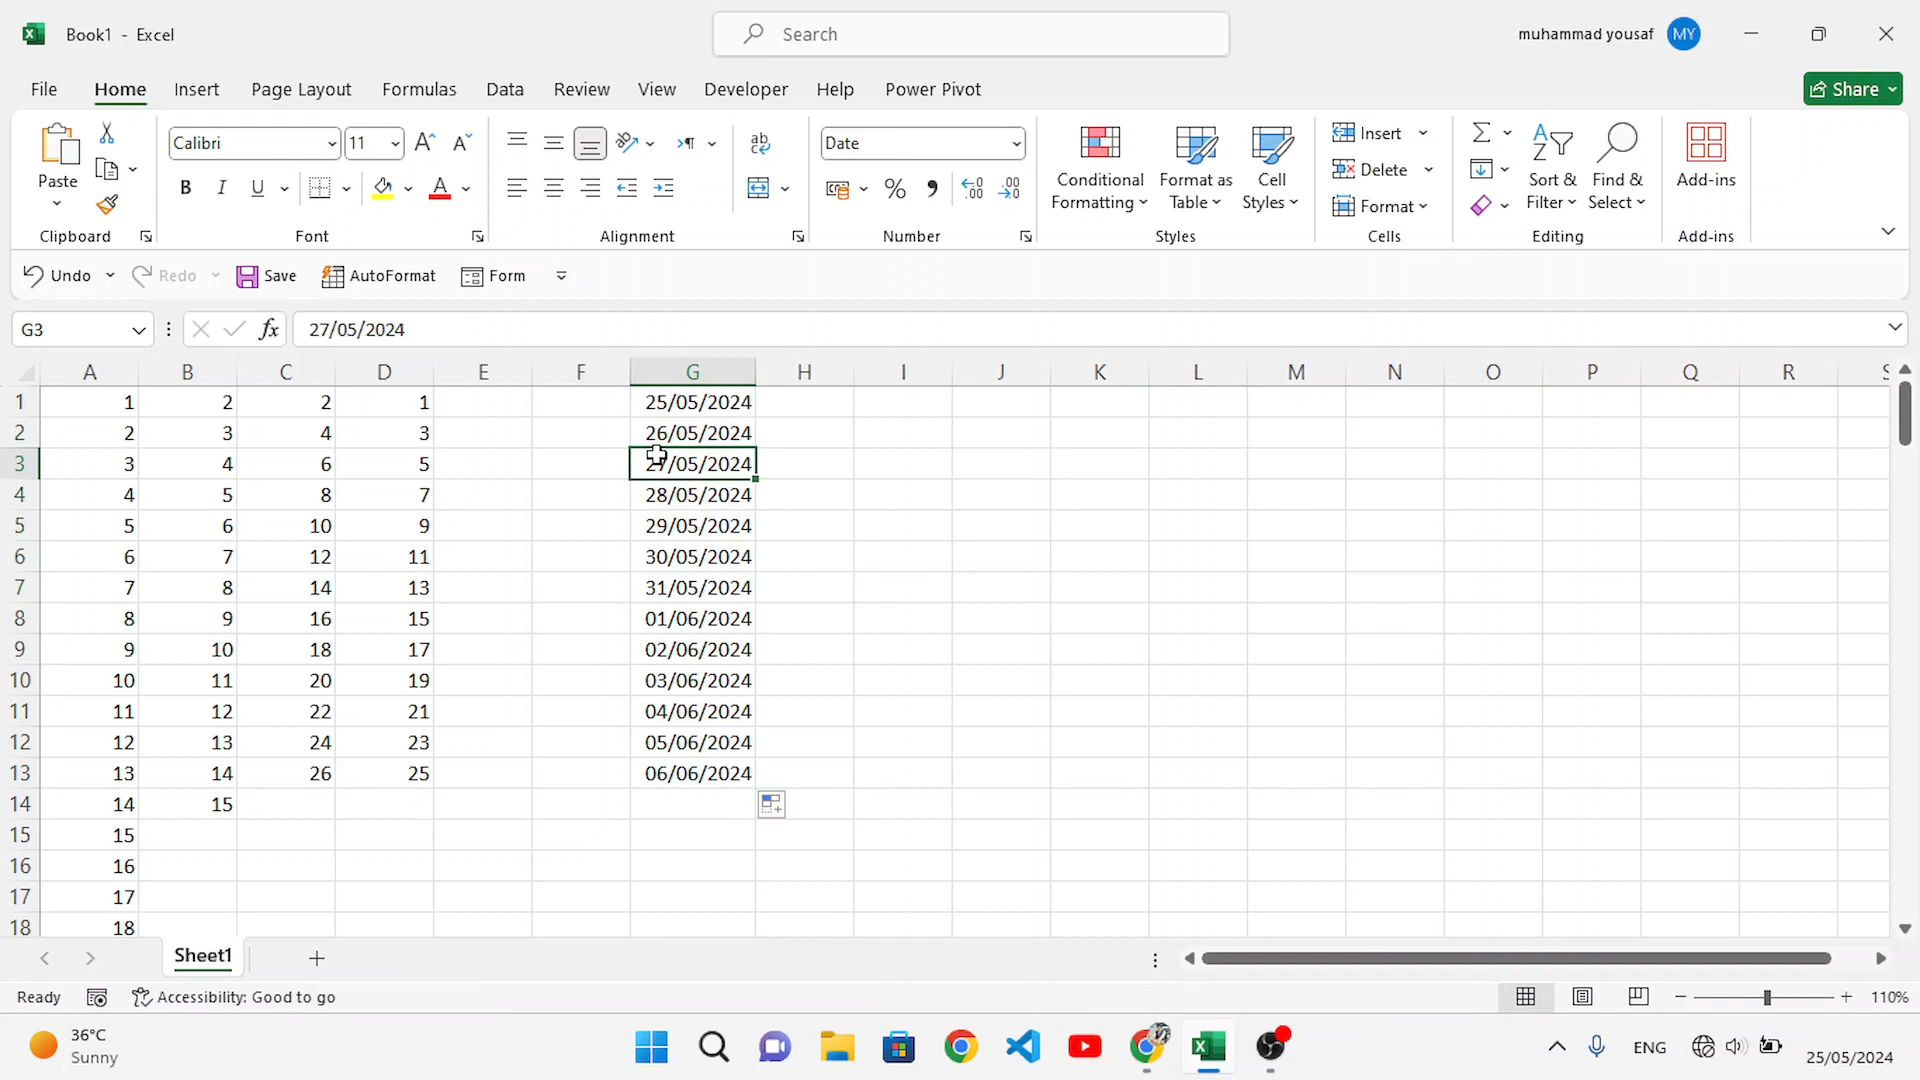 Book1 - Excel
Search
muhammad yousaf
MY
File Home Insert Page Layout Formulas Data Review View Developer Help Power Pivot
Share
Paste
Clipboard
Calibri
11
B I U
Font
Alignment
Date
Number
Conditional Formatting
Format as Table
Cell Styles
Styles
Insert
Delete
Format
Cells
Sort & Filter
Find & Select
Editing
Add-ins
Add-ins
Undo Redo Save AutoFormat Form
G3
fx
27/05/2024
A B C D E F G H I J K L M N O P Q R S
1 1 2 2 1 25/05/2024
2 2 3 4 3 26/05/2024
3 3 4 6 5 27/05/2024
4 4 5 8 7 28/05/2024
5 5 6 10 9 29/05/2024
6 6 7 12 11 30/05/2024
7 7 8 14 13 31/05/2024
8 8 9 16 15 01/06/2024
9 9 10 18 17 02/06/2024
10 10 11 20 19 03/06/2024
11 11 12 22 21 04/06/2024
12 12 13 24 23 05/06/2024
13 13 14 26 25 06/06/2024
14 14 15
15 15
16 16
17 17
18 18
Sheet1
Ready
Accessibility: Good to go
110%
36°C
Sunny
ENG
25/05/2024